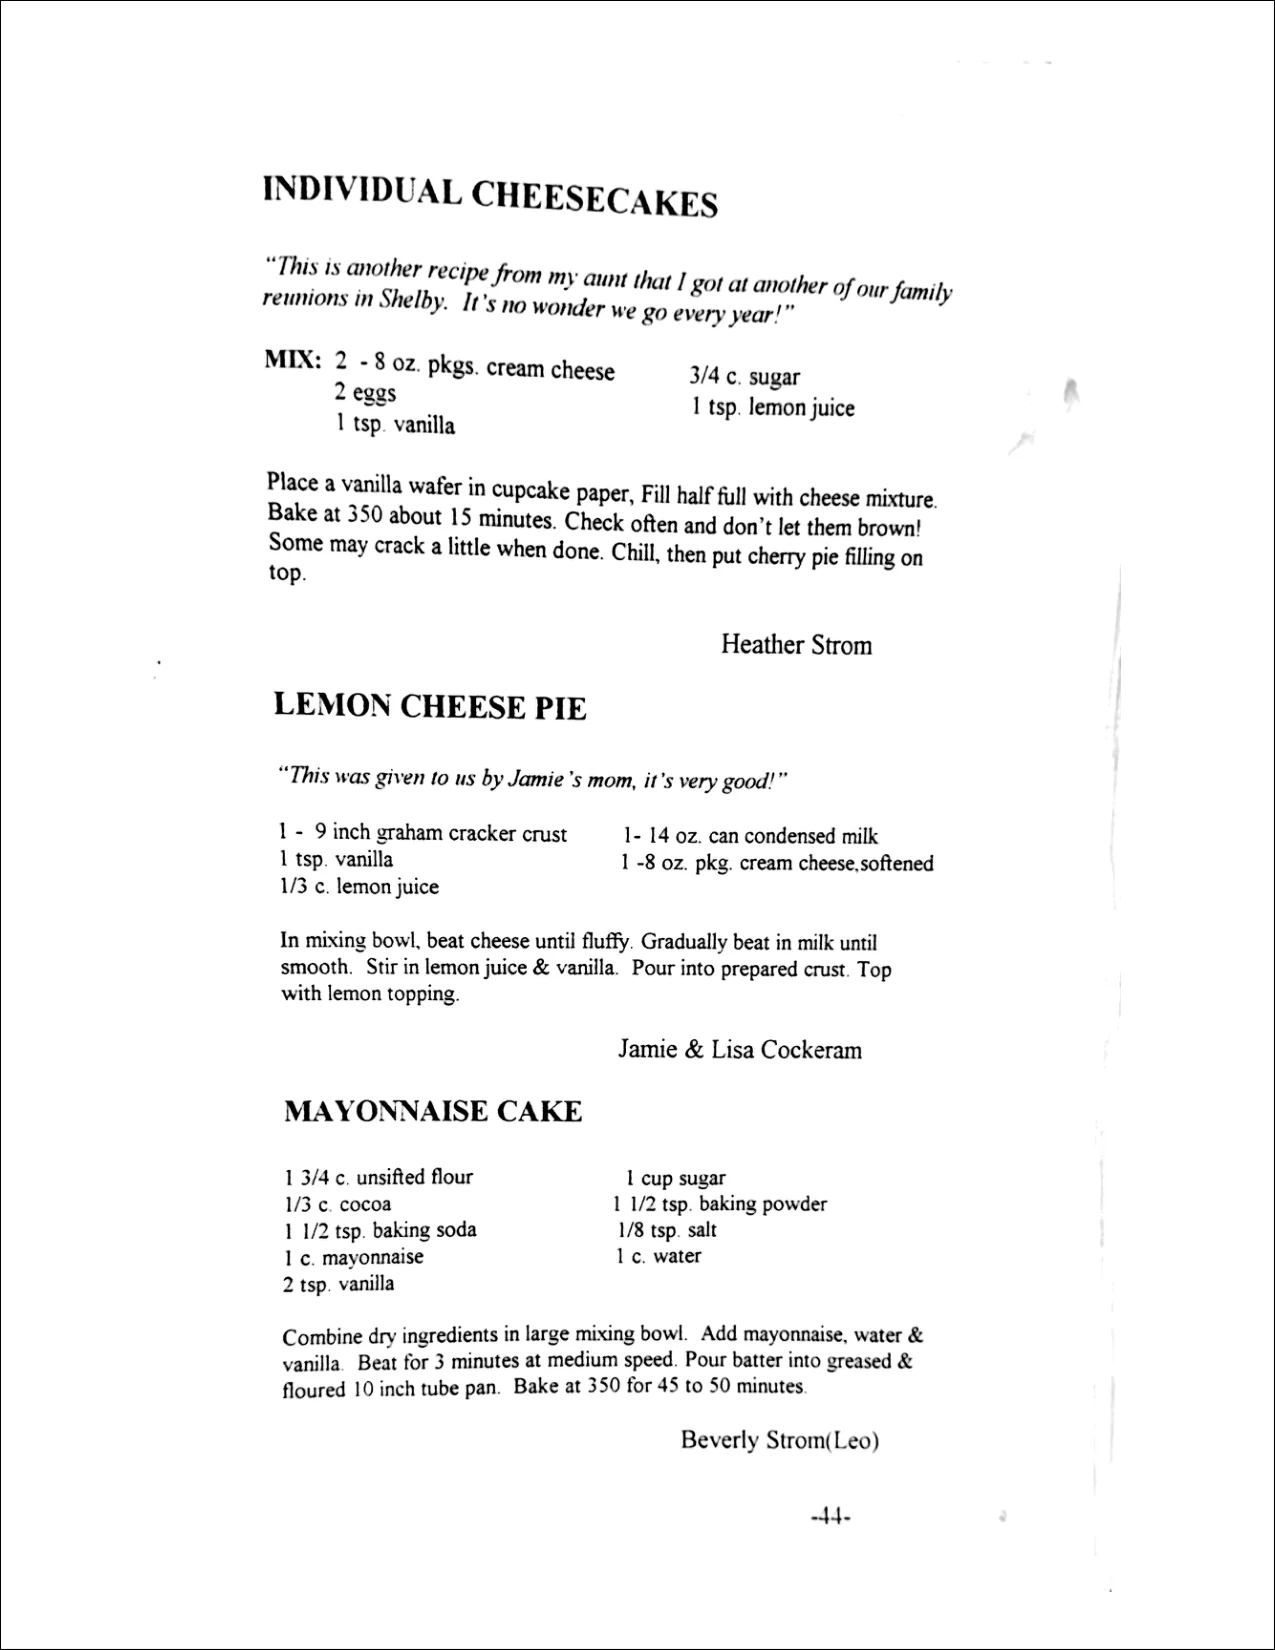 INDIVIDUAL CHEESECAKES
"This is another recipe from my aunt that I got at another of our family
reunions in Shelby. It's no wonder we go every year!"
MIX: 2 - 8 oz. pkgs. cream cheese 3/4 c. sugar
2 eggs 1 tsp. lemon juice
1 tsp. vanilla
Place a vanilla wafer in cupcake paper, Fill half full with cheese mixture.
Bake at 350 about 15 minutes. Check often and don't let them brown!
Some may crack a little when done. Chill, then put cherry pie filling on
top.
Heather Strom
LEMON CHEESE PIE
"This was given to us by Jamie's mom, it's very good!"
1 - 9 inch graham cracker crust 1- 14 oz. can condensed milk
1 tsp. vanilla 1 -8 oz. pkg. cream cheese,softened
1/3 c. lemon juice
In mixing bowl, beat cheese until fluffy. Gradually beat in milk until
smooth. Stir in lemon juice & vanilla. Pour into prepared crust. Top
with lemon topping.
Jamie & Lisa Cockeram
MAYONNAISE CAKE
1 3/4 c. unsifted flour 1 cup sugar
1/3 c. cocoa 1 1/2 tsp. baking powder
1 1/2 tsp. baking soda 1/8 tsp. salt
1 c. mayonnaise 1 c. water
2 tsp. vanilla
Combine dry ingredients in large mixing bowl. Add mayonnaise, water &
vanilla. Beat for 3 minutes at medium speed. Pour batter into greased &
floured 10 inch tube pan. Bake at 350 for 45 to 50 minutes.
Beverly Strom(Leo)
-44-